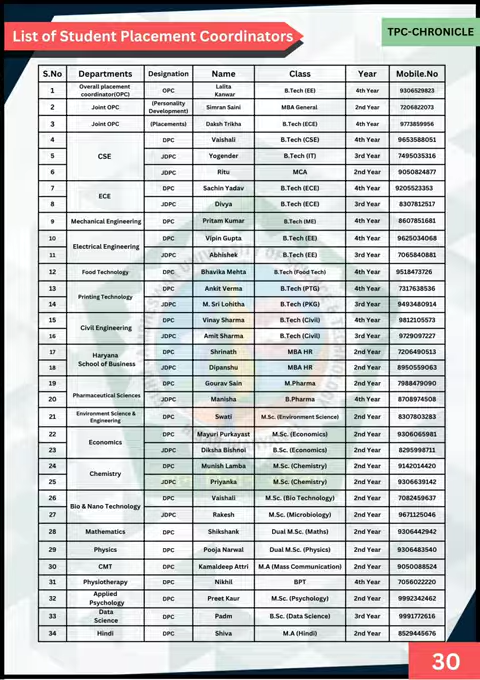 List of Student Placement Coordinators
TPC-CHRONICLE
S.No Departments Designation Name Class Year Mobile.No
1 Overall placement coordinator(OPC) OPC Lalita Kanwar B.Tech (EE) 4th Year 9306529823
2 Joint OPC (Personality Development) Simran Saini MBA General 2nd Year 7206822073
3 Joint OPC (Placements) Daksh Trikha B.Tech (ECE) 4th Year 9773859956
4 CSE DPC Vaishali B.Tech (CSE) 4th Year 9653588051
5 JDPC Yogender B.Tech (IT) 3rd Year 7495035316
6 JDPC Ritu MCA 2nd Year 9050824877
7 ECE DPC Sachin Yadav B.Tech (ECE) 4th Year 9205523353
8 JDPC Divya B.Tech (ECE) 3rd Year 8307812517
9 Mechanical Engineering DPC Pritam Kumar B.Tech (ME) 4th Year 8607851681
10 Electrical Engineering DPC Vipin Gupta B.Tech (EE) 4th Year 9625034068
11 JDPC Abhishek B.Tech (EE) 3rd Year 7065840881
12 Food Technology DPC Bhavika Mehta B.Tech (Food Tech) 4th Year 9518473726
13 Printing Technology DPC Ankit Verma B.Tech (PTG) 4th Year 7317638536
14 JDPC M. Sri Lohitha B.Tech (PKG) 3rd Year 9493480914
15 Civil Engineering DPC Vinay Sharma B.Tech (Civil) 4th Year 9812105573
16 JDPC Amit Sharma B.Tech (Civil) 3rd Year 9729097227
17 Haryana School of Business DPC Shrinath MBA HR 2nd Year 7206490513
18 JDPC Dipanshu MBA HR 2nd Year 8950559063
19 Pharmaceutical Sciences DPC Gourav Sain M.Pharma 2nd Year 7988479090
20 JDPC Manisha B.Pharma 4th Year 8708974508
21 Environment Science & Engineering DPC Swati M.Sc. (Environment Science) 2nd Year 8307803283
22 Economics DPC Mayuri Purkayast M.Sc. (Economics) 2nd Year 9306065981
23 JDPC Diksha Bishnoi B.Sc. (Economics) 2nd Year 8295998711
24 Chemistry DPC Munish Lamba M.Sc. (Chemistry) 2nd Year 9142014420
25 JDPC Priyanka M.Sc. (Chemistry) 2nd Year 9306639142
26 Bio & Nano Technology DPC Vaishali M.Sc. (Bio Technology) 2nd Year 7082459637
27 JDPC Rakesh M.Sc. (Microbiology) 2nd Year 9671125046
28 Mathematics DPC Shikshank Dual M.Sc. (Maths) 2nd Year 9306442942
29 Physics DPC Pooja Narwal Dual M.Sc. (Physics) 2nd Year 9306483540
30 CMT DPC Kamaldeep Attri M.A (Mass Communication) 2nd Year 9050088524
31 Physiotherapy DPC Nikhil BPT 4th Year 7056022220
32 Applied Psychology DPC Preet Kaur M.Sc. (Psychology) 2nd Year 9992342462
33 Data Science DPC Padm B.Sc. (Data Science) 3rd Year 9991772616
34 Hindi DPC Shiva M.A (Hindi) 2nd Year 8529445676
30